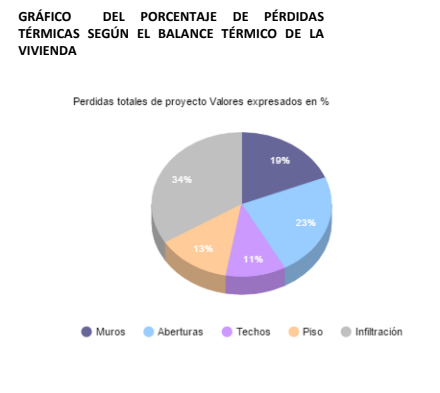 GRÁFICO DEL PORCENTAJE DE PÉRDIDAS
TÉRMICAS SEGÚN EL BALANCE TÉRMICO DE LA
VIVIENDA
Perdidas totales de proyecto Valores expresados en %
19%
34%
23%
13%
11%
Muros Aberturas Techos Piso Infiltración